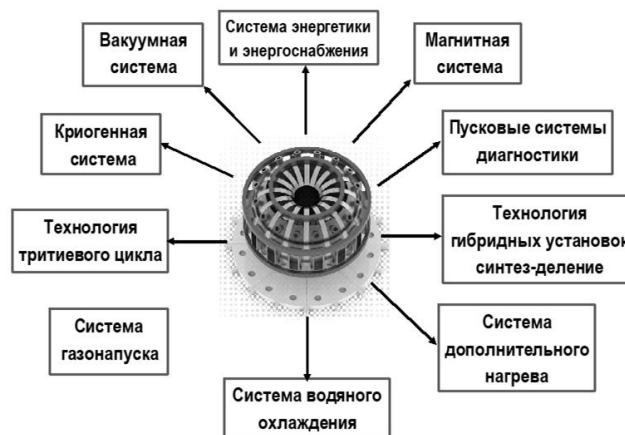 Система энергетики
и энергоснабжения
Вакуумная
система
Магнитная
система
Криогенная
система
Пусковые системы
диагностики
Технология
тритиевого цикла
Технология
гибридных установок
синтез-деление
Система
газонапуска
Система
дополнительного
нагрева
Система водяного
охлаждения